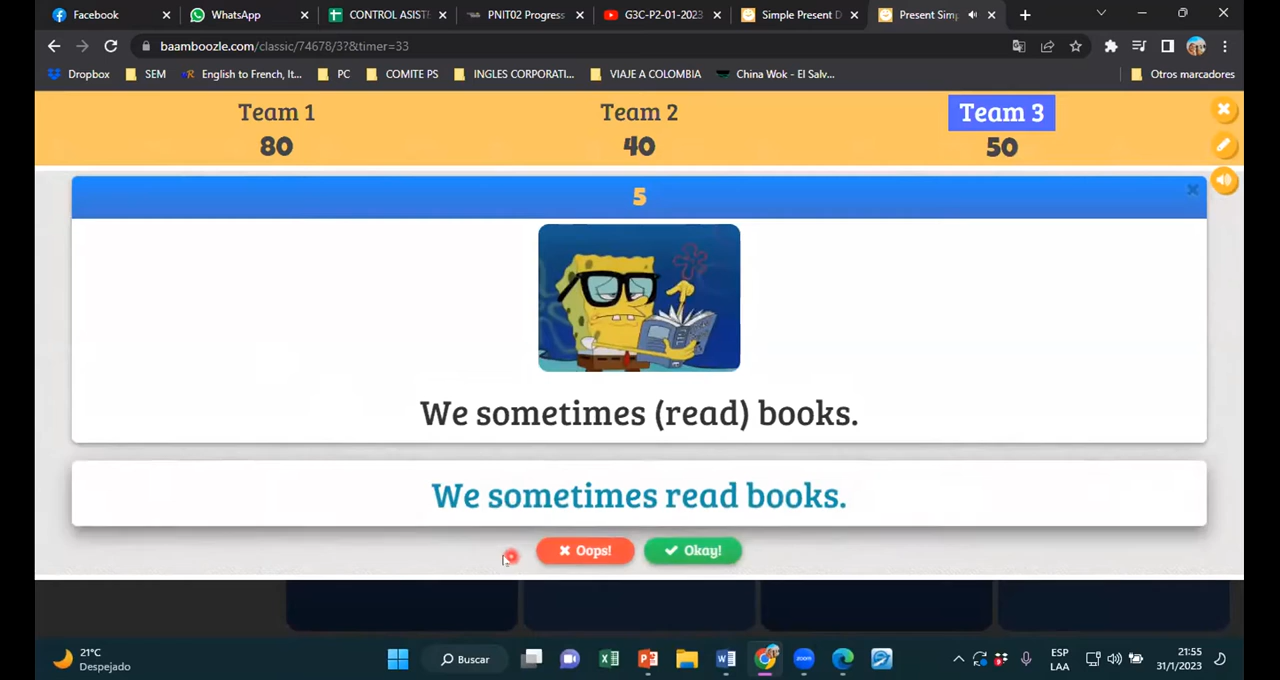 Facebook
WhatsApp
CONTROL ASIST
PNIT02 Progress
G3C-P2-01-2023
Simple Present D
Present Sim
baamboozle.com/classic/74678/3?&timer=33
Dropbox
SEM
English to French, It...
PC
COMITE PS
INGLES CORPORATI...
VIAJE A COLOMBIA
China Wok - El Salv...
Otros marcadores
Team 1
Team 2
Team 3
80
40
50
5
We sometimes (read) books.
We sometimes read books.
Oops!
Okay!
21°C
Despejado
Buscar
zoom
ESP
LAA
21:55
31/1/2023